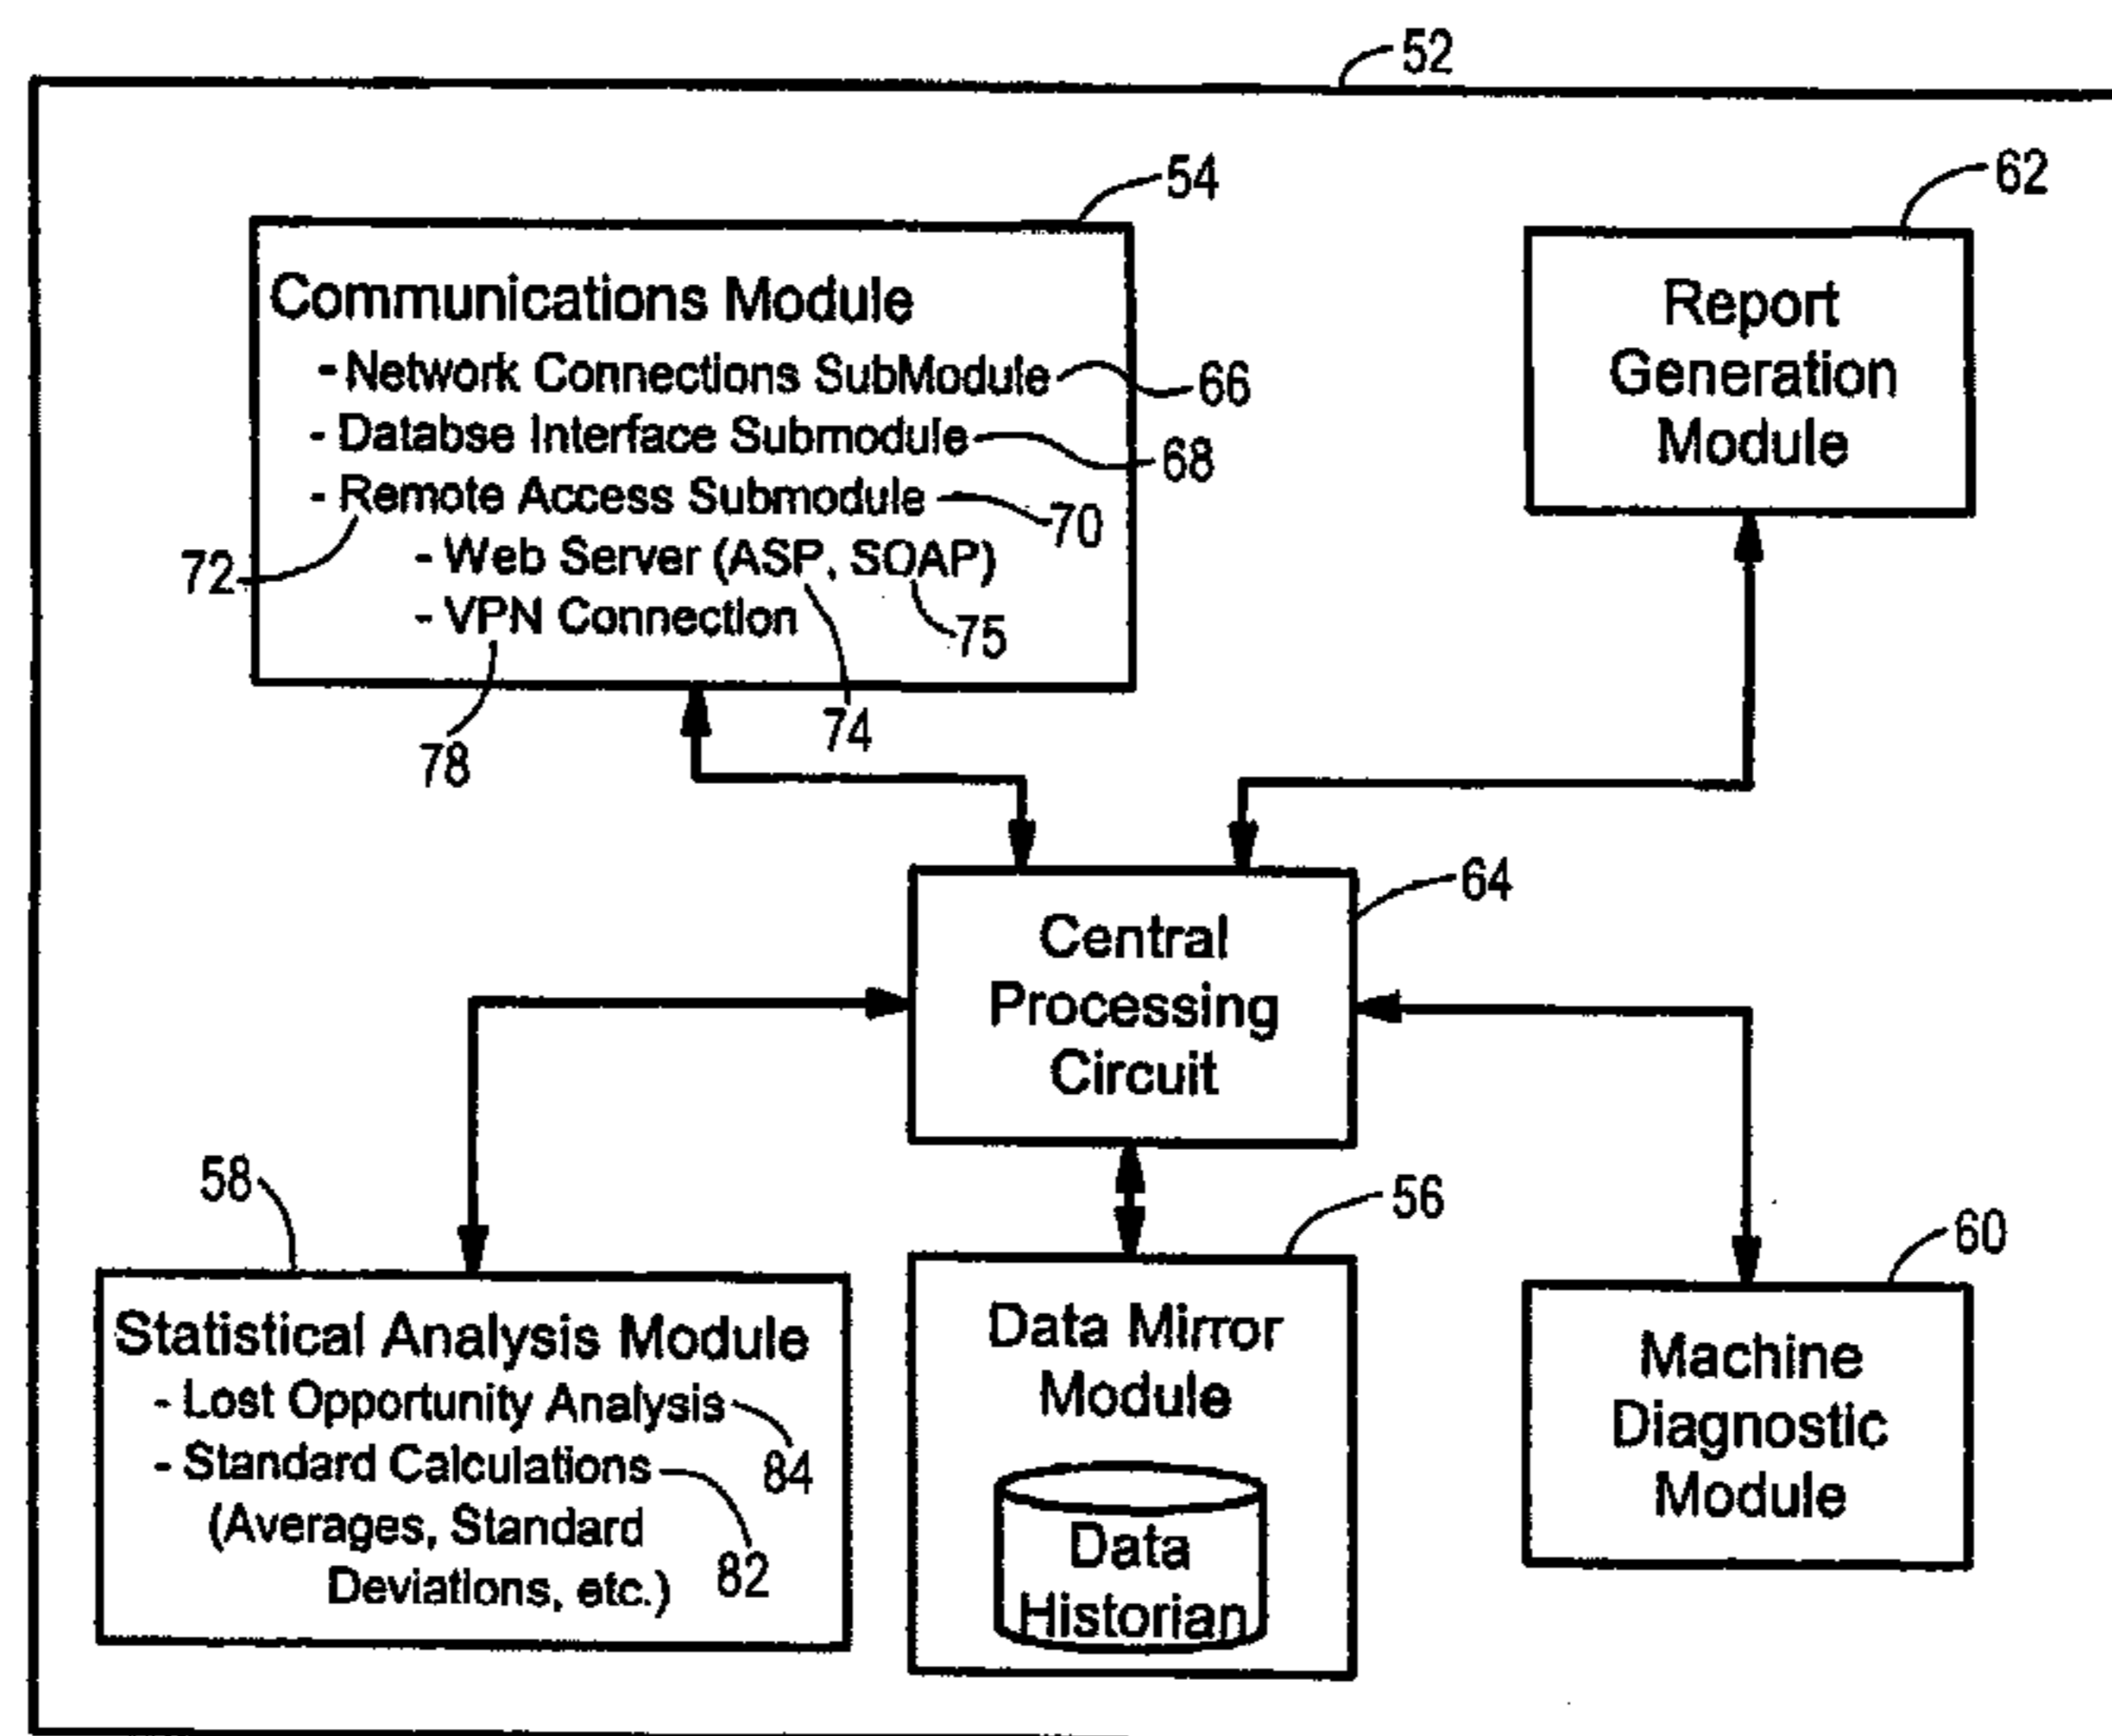 52
54
62
Communications Module
- Network Connections SubModule
66
- Databse Interface Submodule
68
- Remote Access Submodule
70
72
- Web Server (ASP, SOAP)
- VPN Connection
75
74
78
Report
Generation
Module
64
Central
Processing
Circuit
58
56
60
Statistical Analysis Module
- Lost Opportunity Analysis
84
- Standard Calculations
(Averages, Standard
Deviations, etc.)
82
Data Mirror
Module
Data
Historian
Machine
Diagnostic
Module